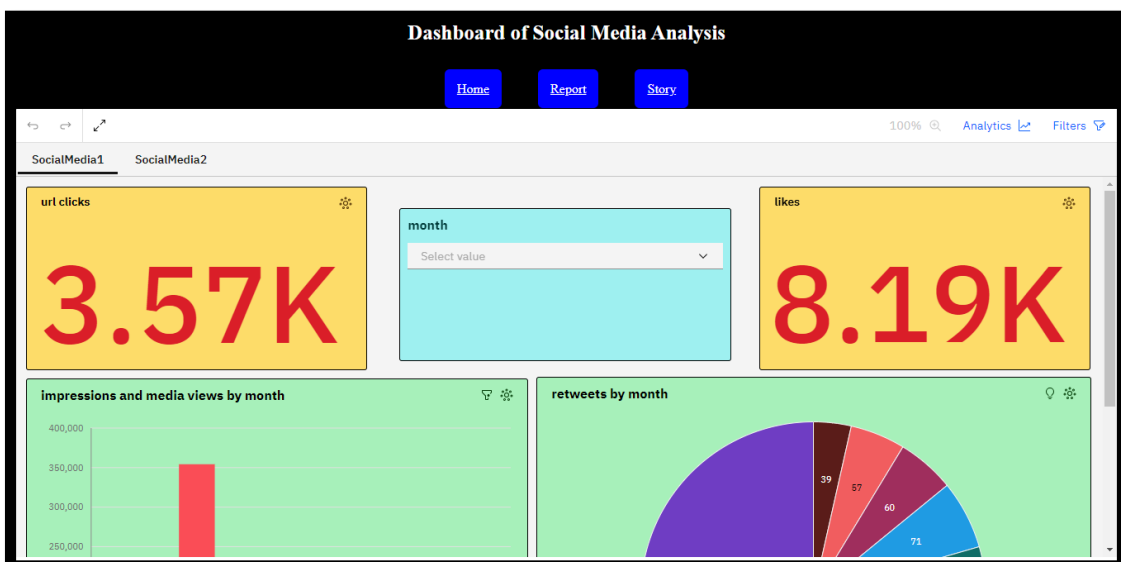 Dashboard of Social Media Analysis
Home Report Story
100% Analytics Filters
SocialMedia1 SocialMedia2
url clicks
3.57K
month
Select value
likes
8.19K
impressions and media views by month
400,000
350,000
300,000
250,000
retweets by month
39
57
60
71